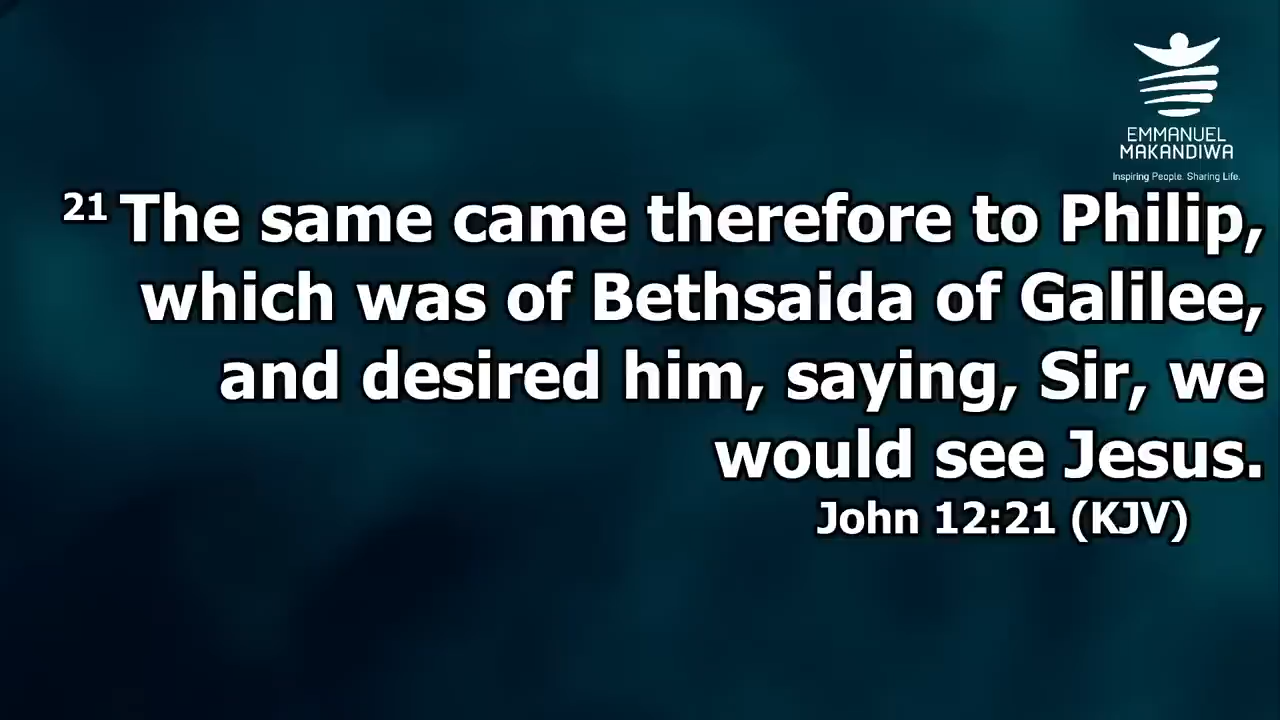 EMMANUEL
MAKANDIWA
Inspiring People. Sharing Life.
21 The same came therefore to Philip,
which was of Bethsaida of Galilee,
and desired him, saying, Sir, we
would see Jesus.
John 12:21 (KJV)